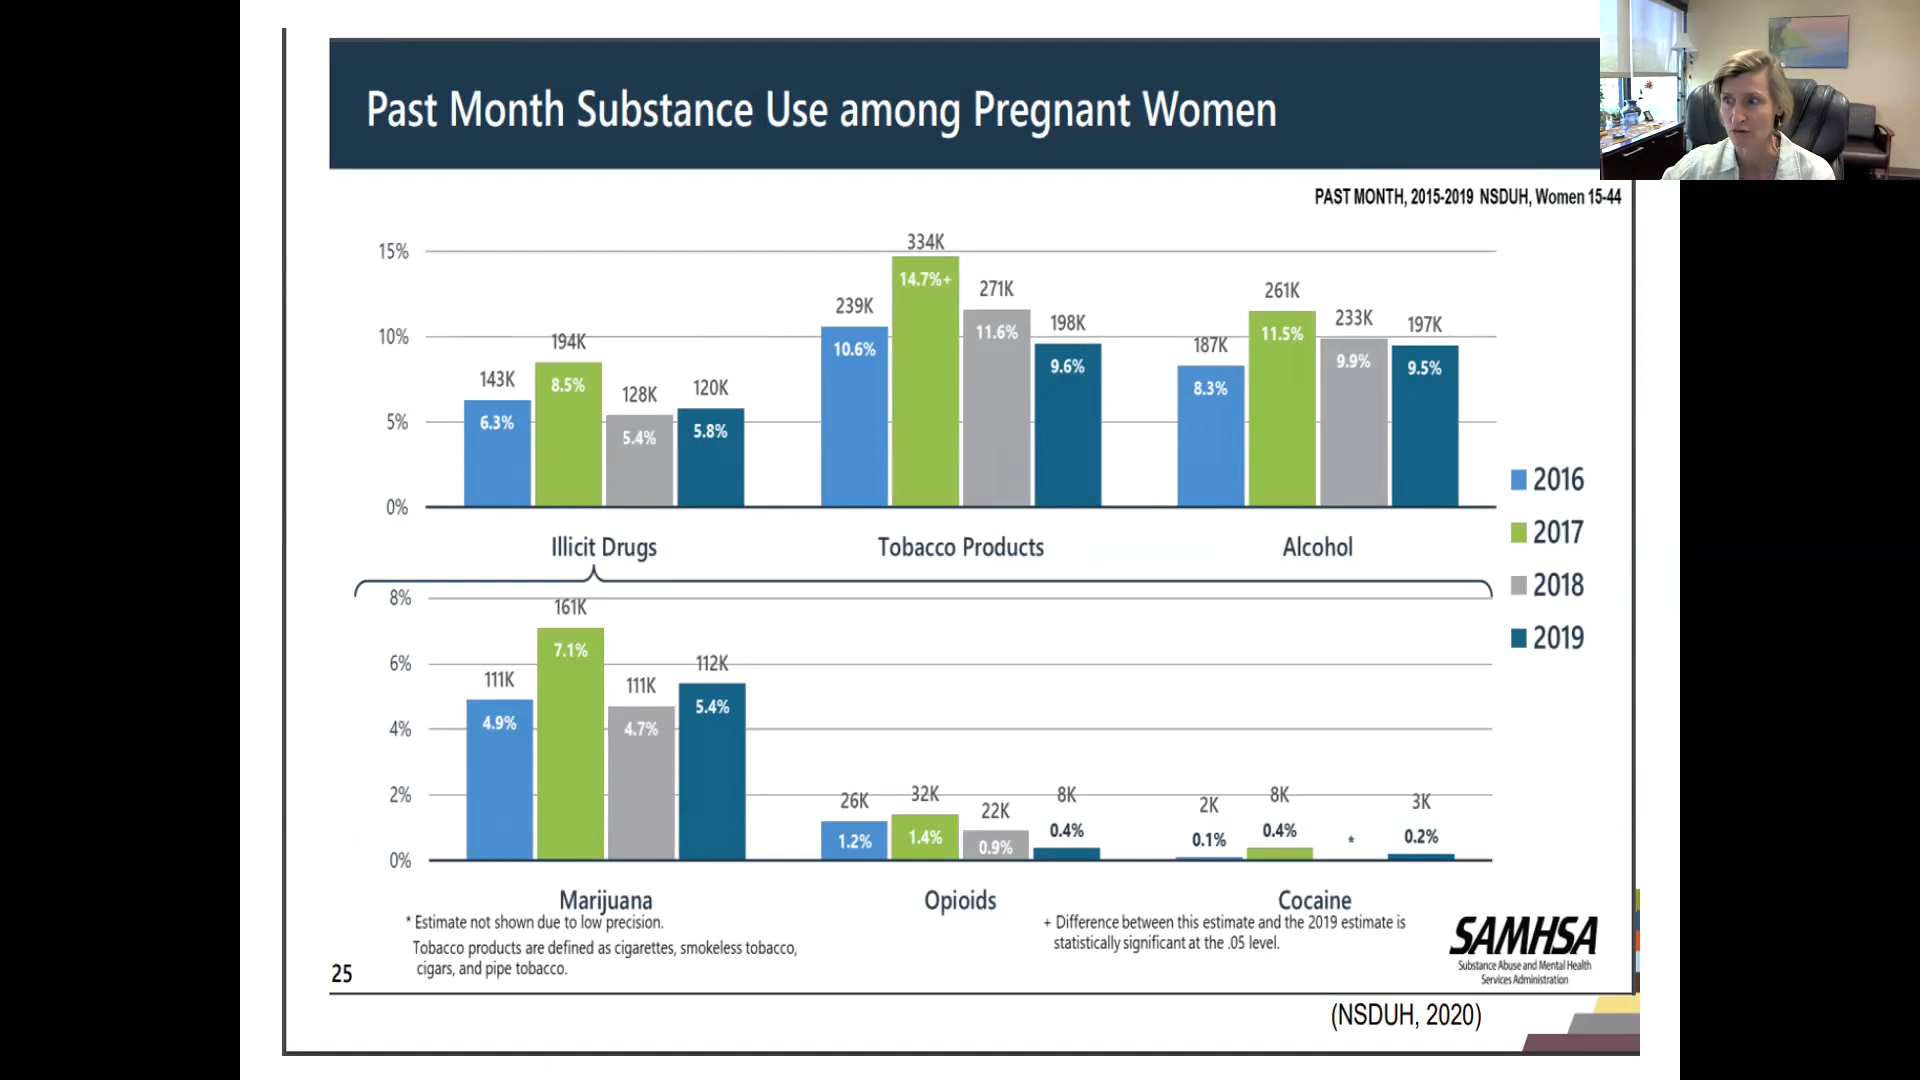 Past Month Substance Use among Pregnant Women
PAST MONTH, 2015-2019 NSDUH, Women 15-44
15%
10%
5%
0%
143K
6.3%
194K
8.5%
128K
5.4%
120K
5.8%
239K
10.6%
334K
14.7%+
271K
11.6%
198K
9.6%
187K
8.3%
261K
11.5%
233K
9.9%
197K
9.5%
Illicit Drugs
Tobacco Products
Alcohol
2016
2017
2018
2019
8%
6%
4%
2%
0%
111K
4.9%
161K
7.1%
111K
4.7%
112K
5.4%
26K
1.2%
32K
1.4%
22K
0.9%
8K
0.4%
2K
0.1%
8K
0.4%
*
3K
0.2%
Marijuana
Opioids
Cocaine
* Estimate not shown due to low precision.
Tobacco products are defined as cigarettes, smokeless tobacco,
cigars, and pipe tobacco.
+ Difference between this estimate and the 2019 estimate is
statistically significant at the .05 level.
SAMHSA
Substance Abuse and Mental Health
Services Administration
25
(NSDUH, 2020)